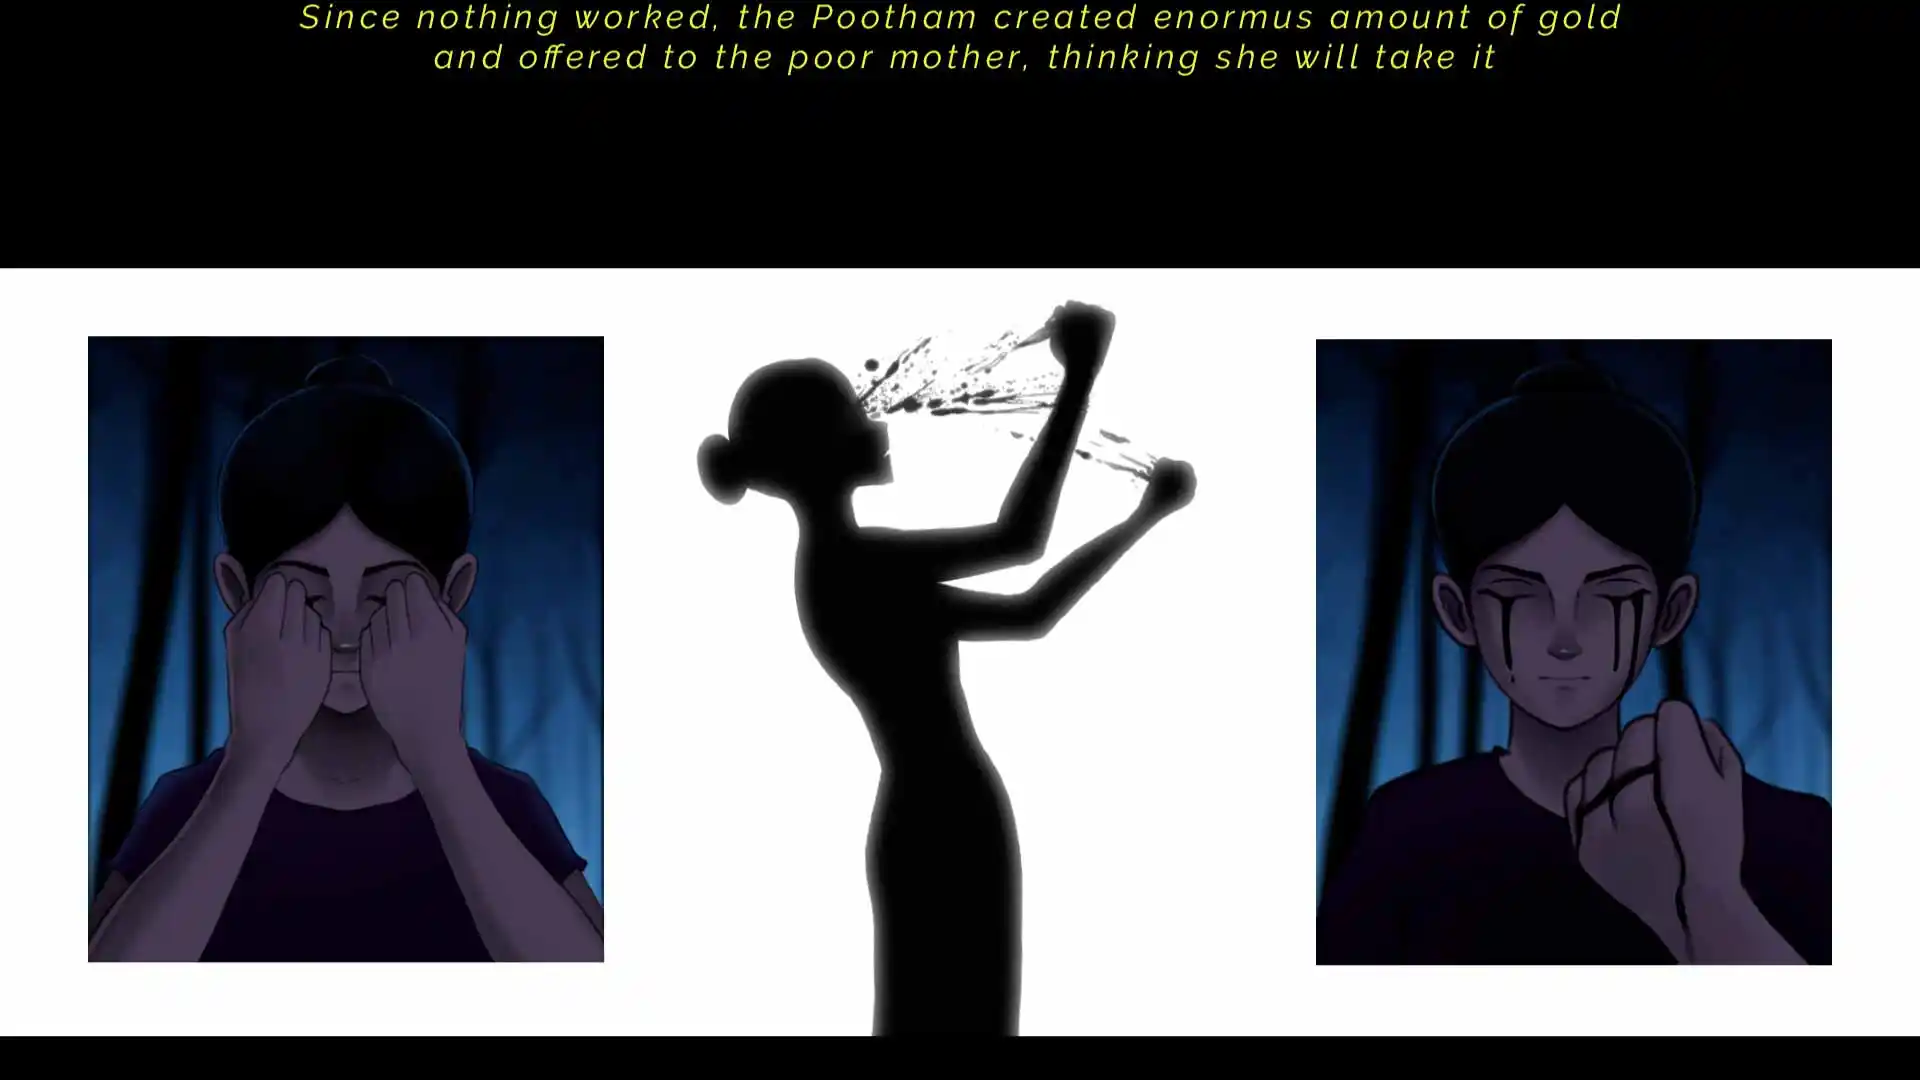 Since nothing worked, the Pootham created enormus amount of gold
and offered to the poor mother, thinking she will take it